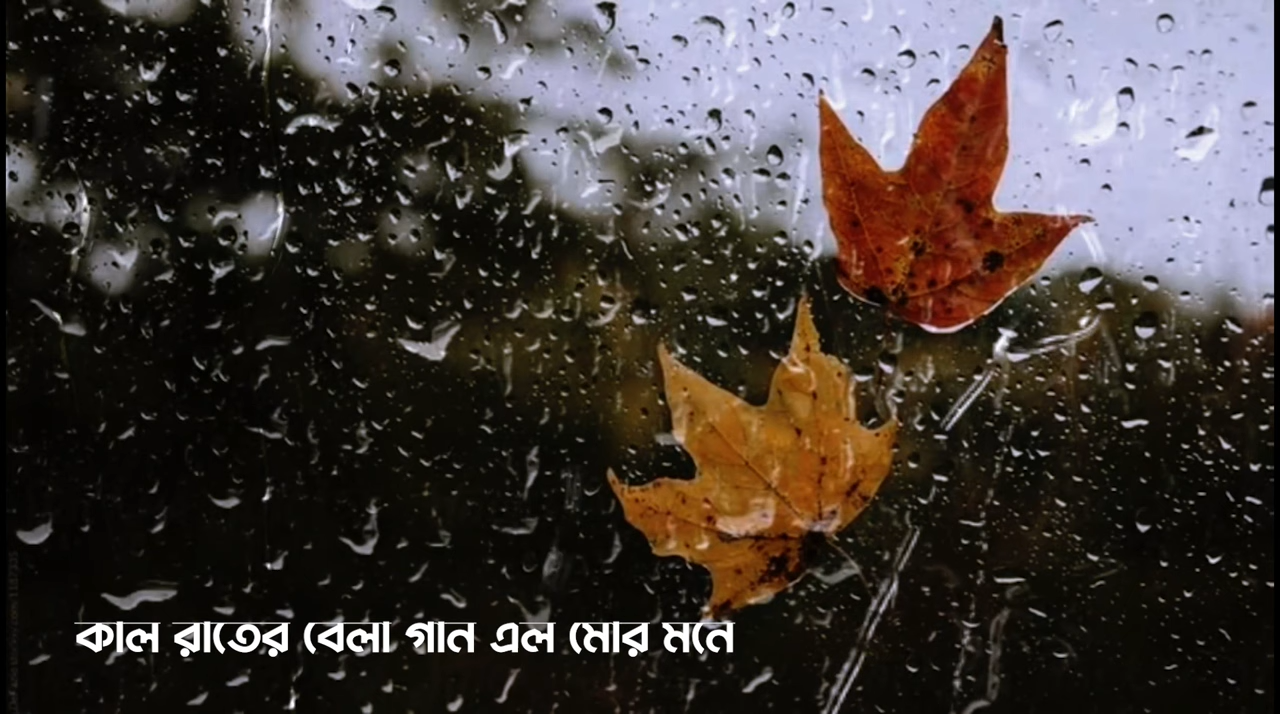 কাল রাতের বেলা গান এল মোর মনে